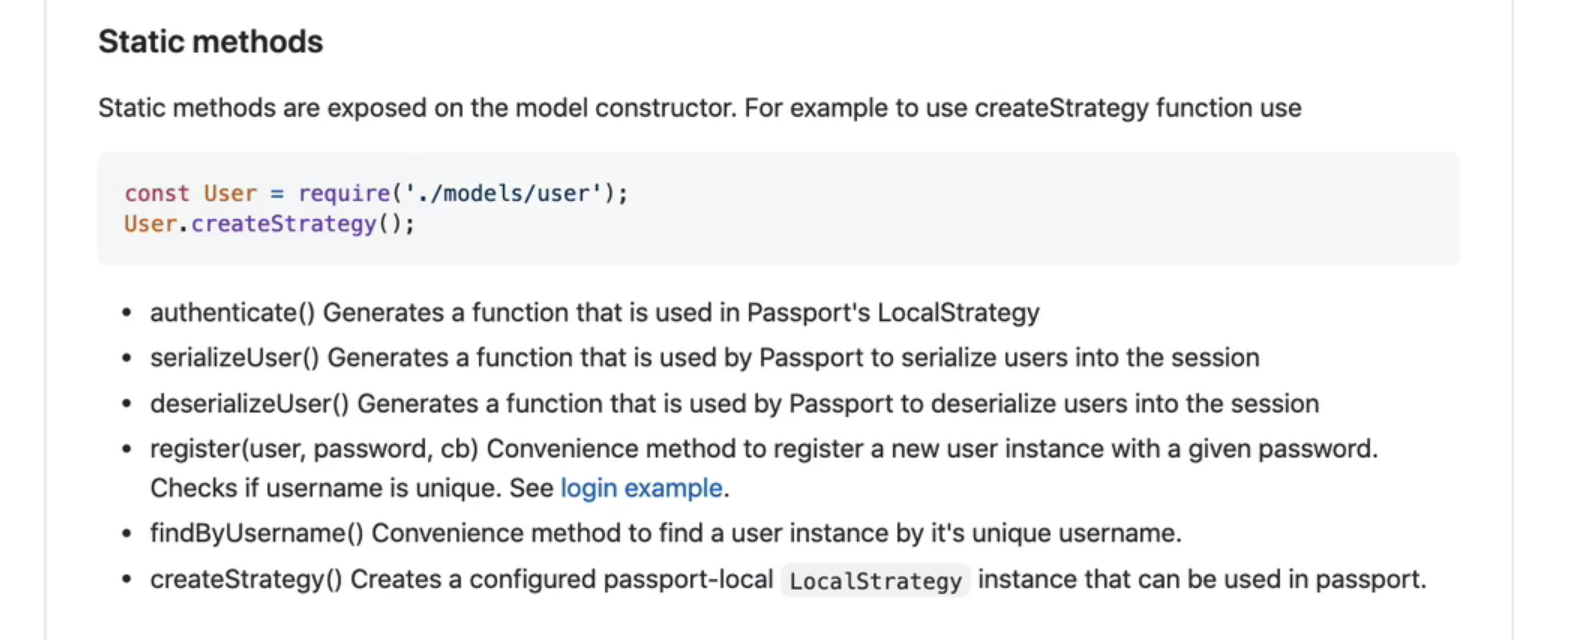 Static methods
Static methods are exposed on the model constructor. For example to use createStrategy function use
const User = require('./models/user');
User.createStrategy();
• authenticate() Generates a function that is used in Passport's LocalStrategy
• serializeUser() Generates a function that is used by Passport to serialize users into the session
• deserializeUser() Generates a function that is used by Passport to deserialize users into the session
• register(user, password, cb) Convenience method to register a new user instance with a given password.
Checks if username is unique. See login example.
• findByUsername() Convenience method to find a user instance by it's unique username.
• createStrategy() Creates a configured passport-local LocalStrategy instance that can be used in passport.